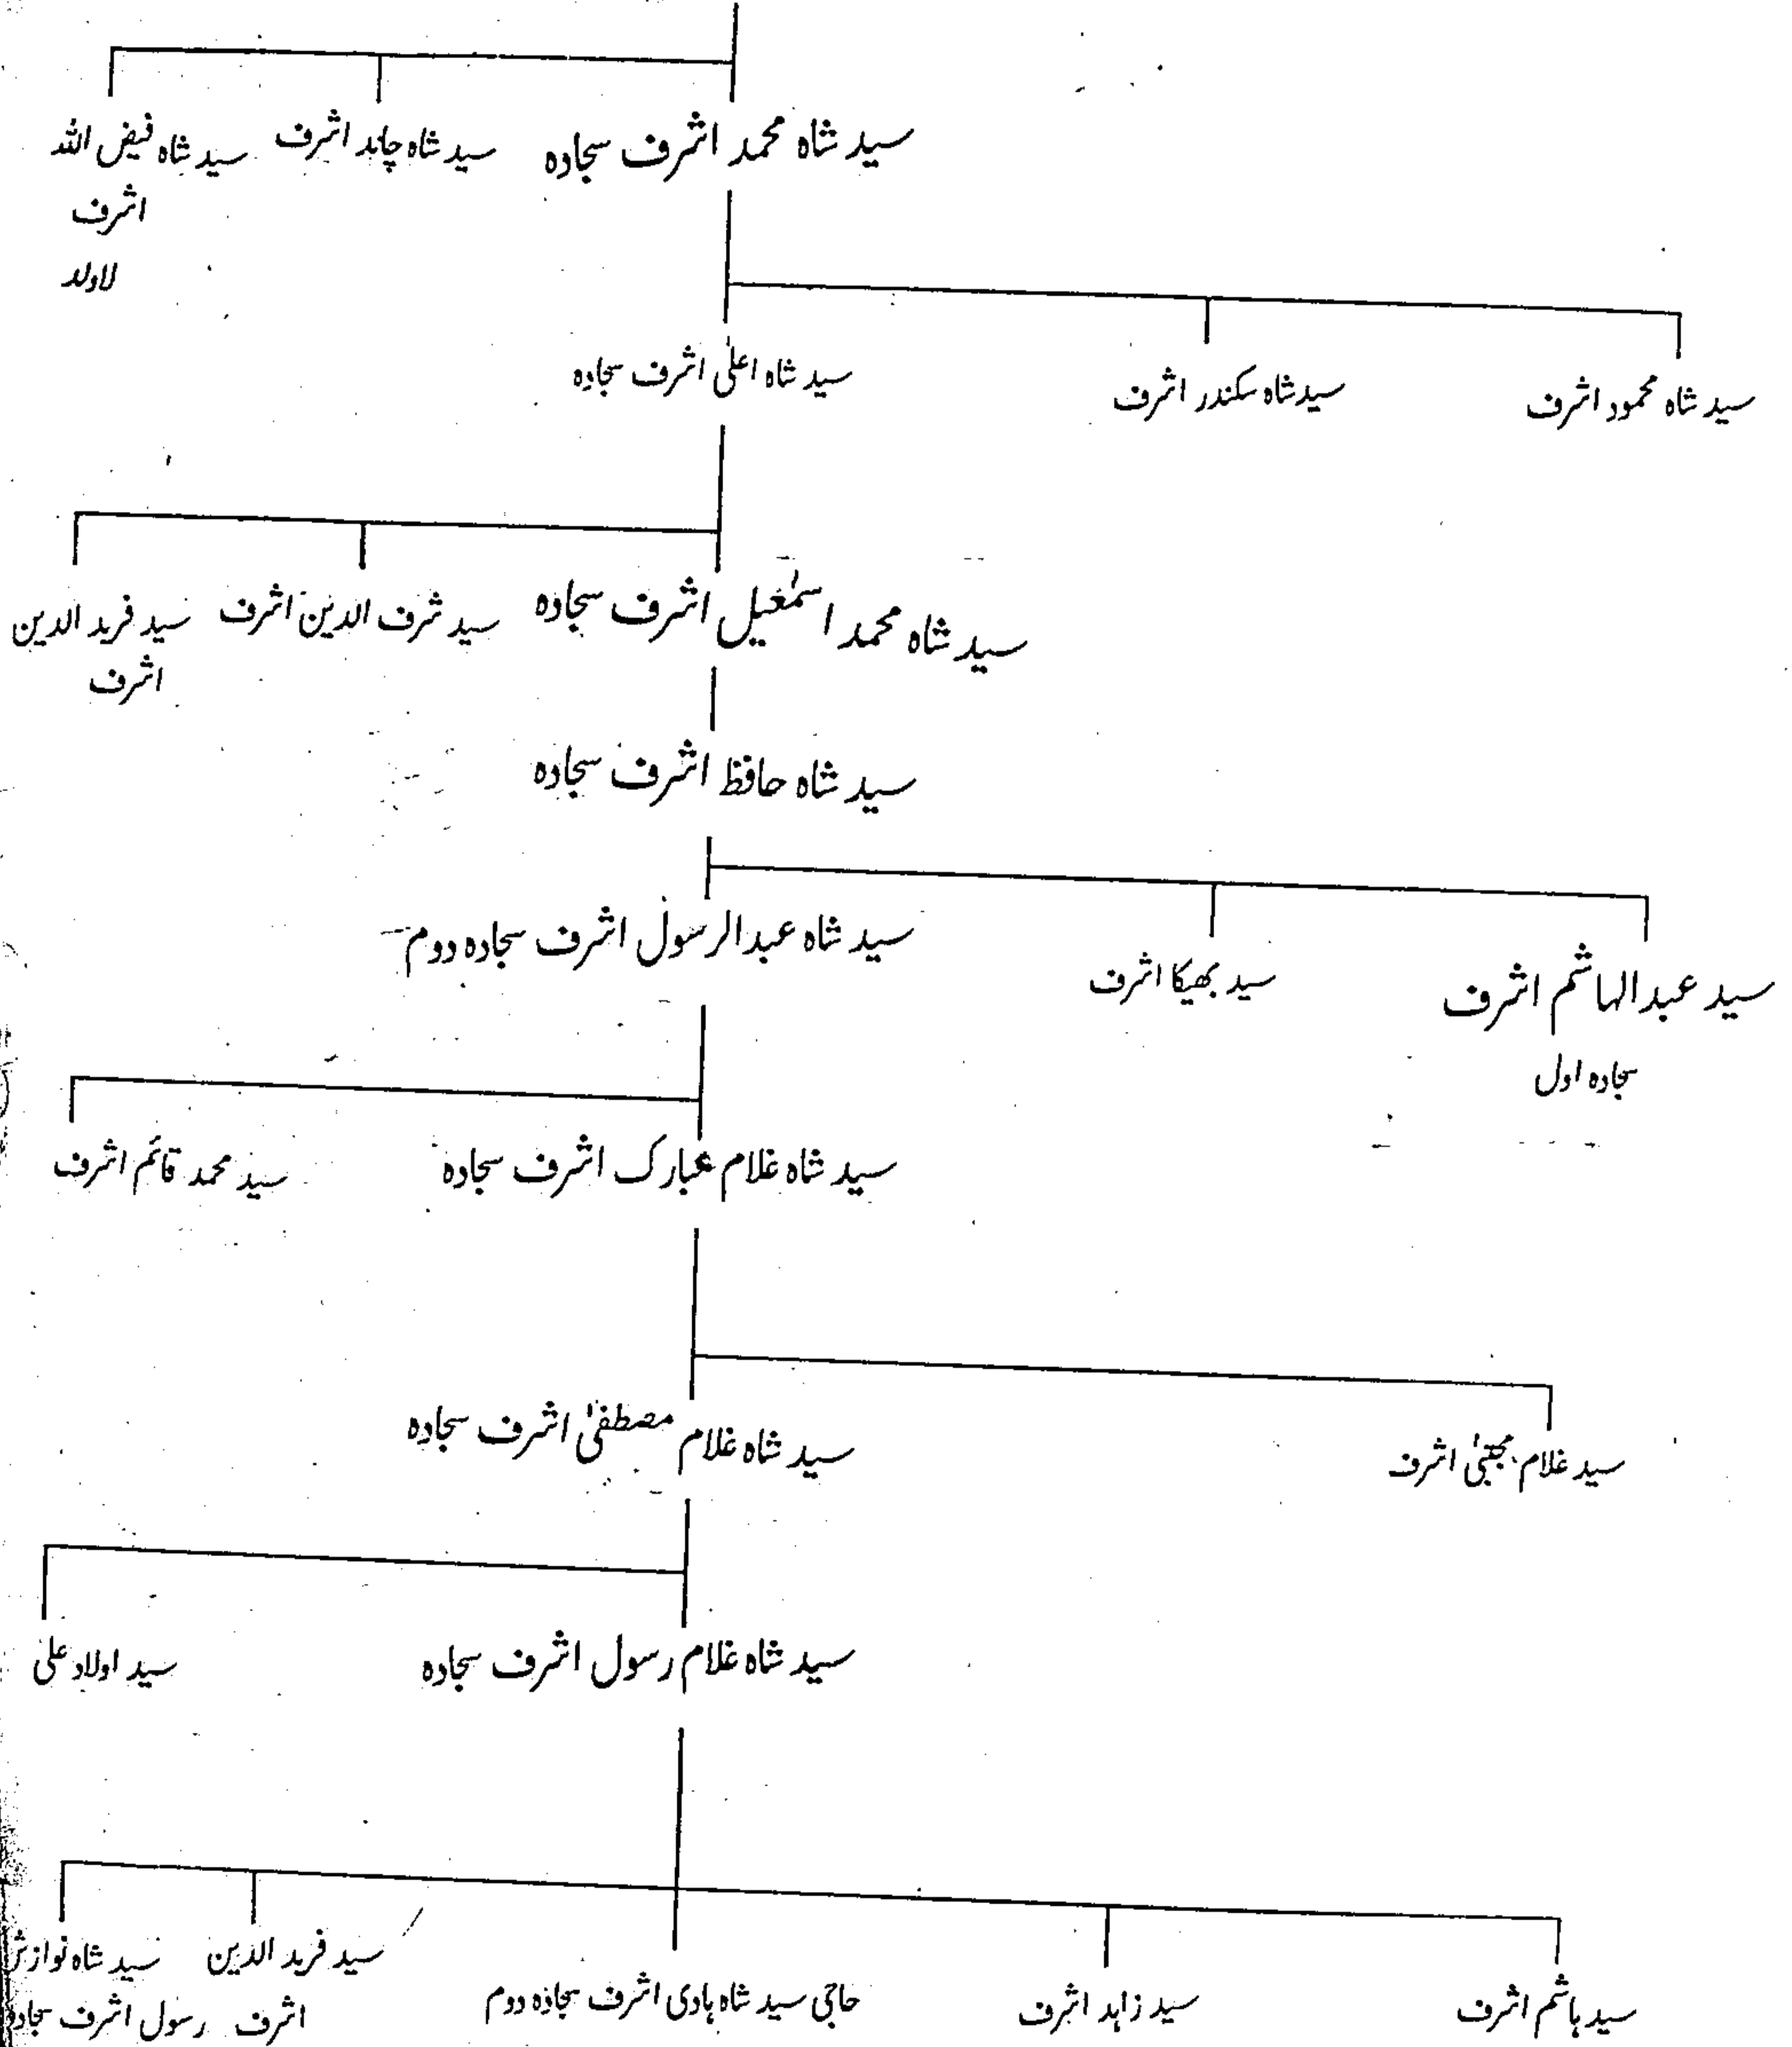 سید شاہ محمد اشرف سجادہ
سید شاہ چاند اشرف
سید شاہ فیض اللہ
اشرف
لاولد
سید شاہ محمود اشرف
سید شاہ سکندر اشرف
سید شاہ اعلیٰ اشرف سجادہ
سید شاہ محمد اسمٰعیل اشرف سجادہ
سید شرف الدین اشرف
سید فرید الدین
اشرف
سید شاہ حافظ اشرف سجادہ
سید عبدالہاشم اشرف
سجادہ اول
سید بھیکا اشرف
سید شاہ عبدالرسول اشرف سجادہ دوم
سید شاہ غلام مبارک اشرف سجادہ
سید محمد قائم اشرف
سید غلام مجتبیٰ اشرف
سید شاہ غلام مصطفیٰ اشرف سجادہ
سید شاہ غلام رسول اشرف سجادہ
سید اولاد علی
سید ہاشم اشرف
سید زاہد اشرف
حاجی سید شاہ ہادی اشرف سجادہ دوم
سید فرید الدین
اشرف
سید شاہ نوازش
رسول اشرف سجادہ